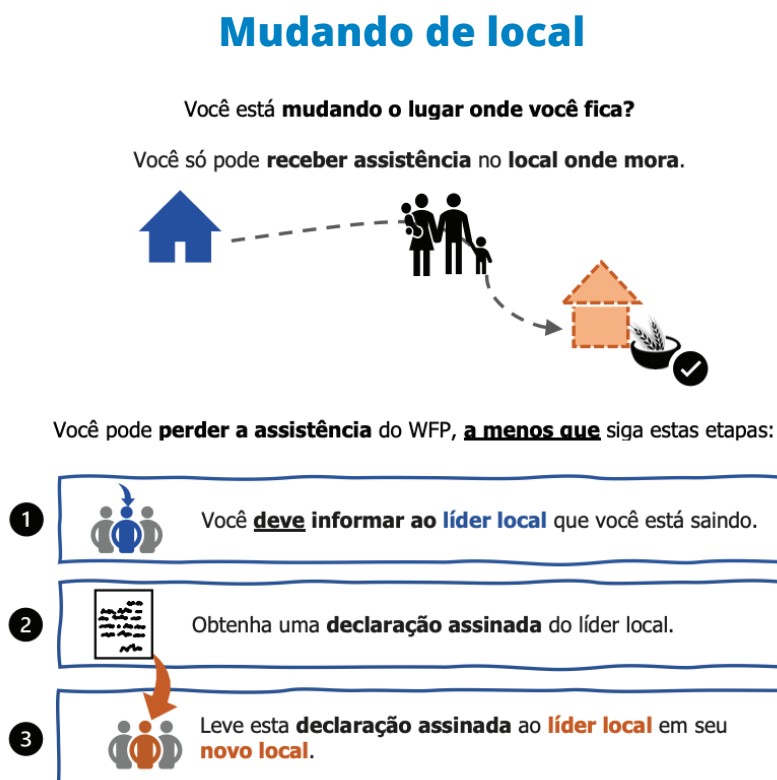 Mudando de local
Você está mudando o lugar onde você fica?
Você só pode receber assistência no local onde mora.
Você pode perder a assistência do WFP, a menos que siga estas etapas:
1
Você deve informar ao líder local que você está saindo.
2
Obtenha uma declaração assinada do líder local.
3
Leve esta declaração assinada ao líder local em seu
novo local.